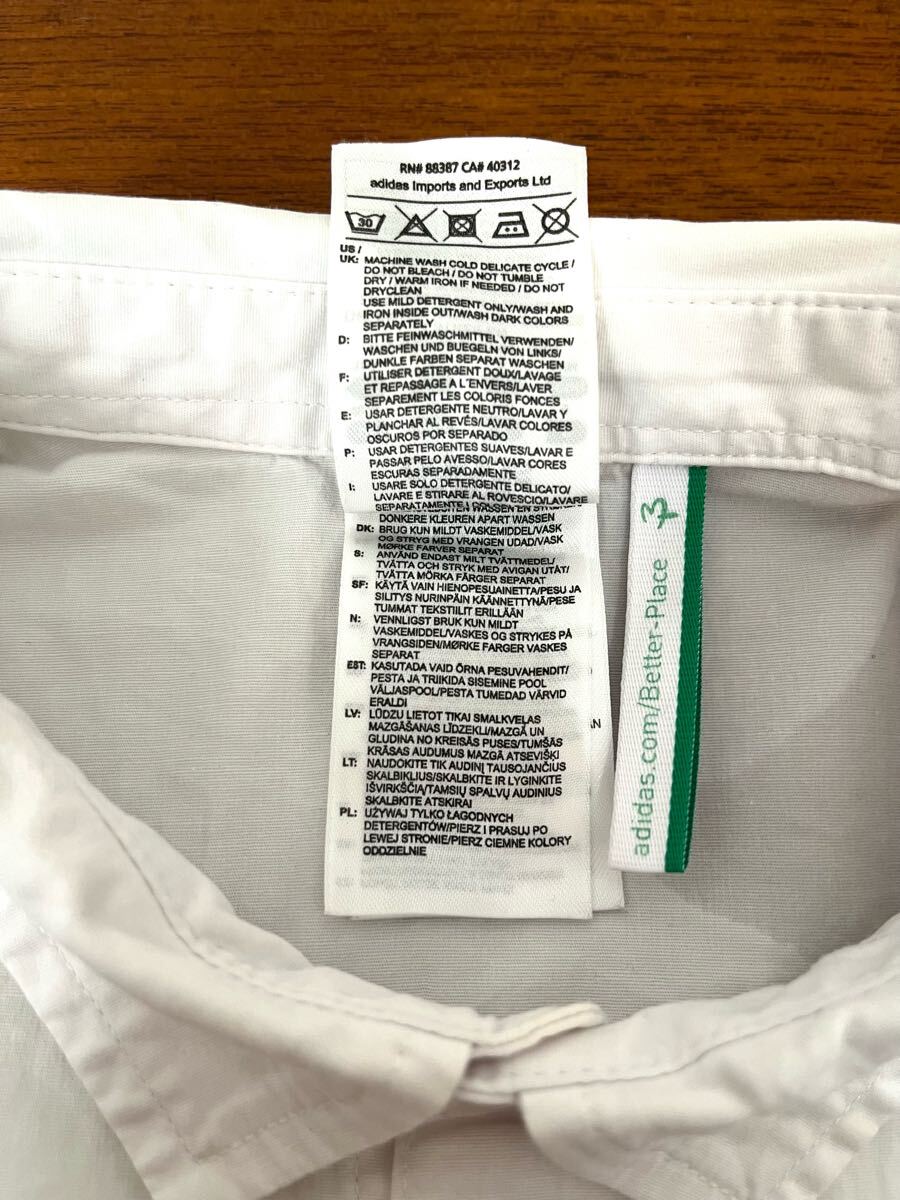 RN# 88387 CA# 40312
adidas Imports and Exports Ltd
30
US /
UK: MACHINE WASH COLD DELICATE CYCLE /
DO NOT BLEACH / DO NOT TUMBLE
DRY / WARM IRON IF NEEDED / DO NOT
DRYCLEAN
USE MILD DETERGENT ONLY/WASH AND
IRON INSIDE OUT/WASH DARK COLORS
SEPARATELY
D: BITTE FEINWASCHMITTEL VERWENDEN/
WASCHEN UND BUEGELN VON LINKS/
DUNKLE FARBEN SEPARAT WASCHEN
F: UTILISER DETERGENT DOUX/LAVAGE
ET REPASSAGE A L'ENVERS/LAVER
SEPAREMENT LES COLORIS FONCES
E: USAR DETERGENTE NEUTRO/LAVAR Y
PLANCHAR AL REVÉS/LAVAR COLORES
OSCUROS POR SEPARADO
P: USAR DETERGENTES SUAVES/LAVAR E
PASSAR PELO AVESSO/LAVAR CORES
ESCURAS SEPARADAMENTE
I: USARE SOLO DETERGENTE DELICATO/
LAVARE E STIRARE AL ROVESCIO/LAVARE
SEPARATAMENTE I
DONKERE KLEUREN APART WASSEN
DK: BRUG KUN MILDT VASKEMIDDEL/VASK
OG STRYG MED VRANGEN UDAD/VASK
MØRKE FARVER SEPARAT
S: ANVÄND ENDAST MILT TVÄTTMEDEL/
TVÄTTA OCH STRYK MED AVIGAN UTÅT/
TVÄTTA MÖRKA FÄRGER SEPARAT
SF: KÄYTÄ VAIN HIENOPESUAINETTA/PESU JA
SILITYS NURINPÄIN KÄÄNNETTYNÄ/PESE
TUMMAT TEKSTIILIT ERILLÄÄN
N: VENNLIGST BRUK KUN MILDT
VASKEMIDDEL/VASKES OG STRYKES PÅ
VRANGSIDEN/MØRKE FARGER VASKES
SEPARAT
EST: KASUTADA VAID ÕRNA PESUVAHENDIT/
PESTA JA TRIIKIDA SISEMINE POOL
VÄLJASPOOL/PESTA TUMEDAD VÄRVID
ERALDI
LV: LŪDZU LIETOT TIKAI SMALKVEĻAS
MAZGĀŠANAS LĪDZEKLI/MAZGĀ UN
GLUDINA NO KREISĀS PUSES/TUMŠĀS
KRĀSAS AUDUMUS MAZGĀ ATSEVIŠĶI
LT: NAUDOKITE TIK AUDINĮ TAUSOJANČIUS
SKALBIKLIUS/SKALBKITE IR LYGINKITE
IŠVIRKŠČIĄ/TAMSIŲ SPALVŲ AUDINIUS
SKALBKITE ATSKIRAI
PL: UŻYWAJ TYLKO ŁAGODNYCH
DETERGENTÓW/PIERZ I PRASUJ PO
LEWEJ STRONIE/PIERZ CIEMNE KOLORY
ODDZIELNIE
adidas.com/Better-Place